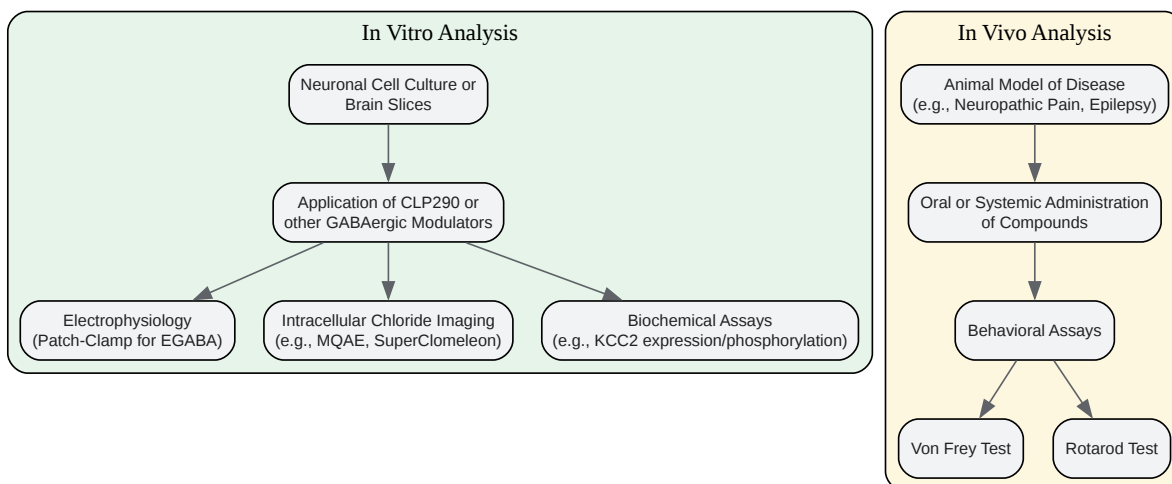 In Vitro Analysis
Neuronal Cell Culture or
Brain Slices
Application of CLP290 or
other GABAergic Modulators
Electrophysiology
(Patch-Clamp for EGABA)
Intracellular Chloride Imaging
(e.g., MQAE, SuperClomeleon)
Biochemical Assays
(e.g., KCC2 expression/phosphorylation)
In Vivo Analysis
Animal Model of Disease
(e.g., Neuropathic Pain, Epilepsy)
Oral or Systemic Administration
of Compounds
Behavioral Assays
Von Frey Test
Rotarod Test